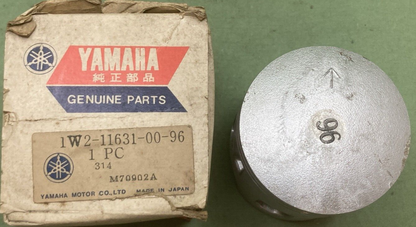 YAMAHA
純正部品
GENUINE PARTS
1W2-11631-00-96
1 PC
314
M70902A
YAMAHA MOTOR CO.,LTD MADE IN JAPAN
96